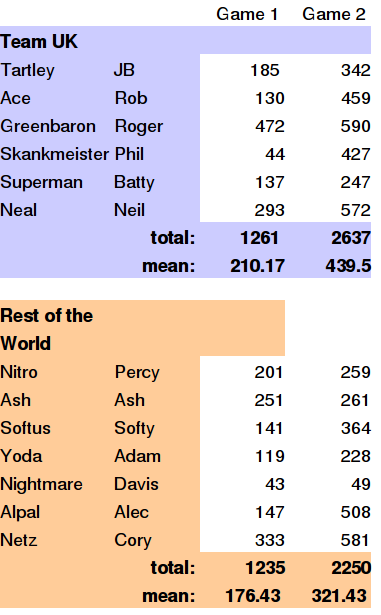 Game 1 Game 2
Team UK
Tartley JB 185 342
Ace Rob 130 459
Greenbaron Roger 472 590
Skankmeister Phil 44 427
Superman Batty 137 247
Neal Neil 293 572
total: 1261 2637
mean: 210.17 439.5
Rest of the
World
Nitro Percy 201 259
Ash Ash 251 261
Softus Softy 141 364
Yoda Adam 119 228
Nightmare Davis 43 49
Alpal Alec 147 508
Netz Cory 333 581
total: 1235 2250
mean: 176.43 321.43